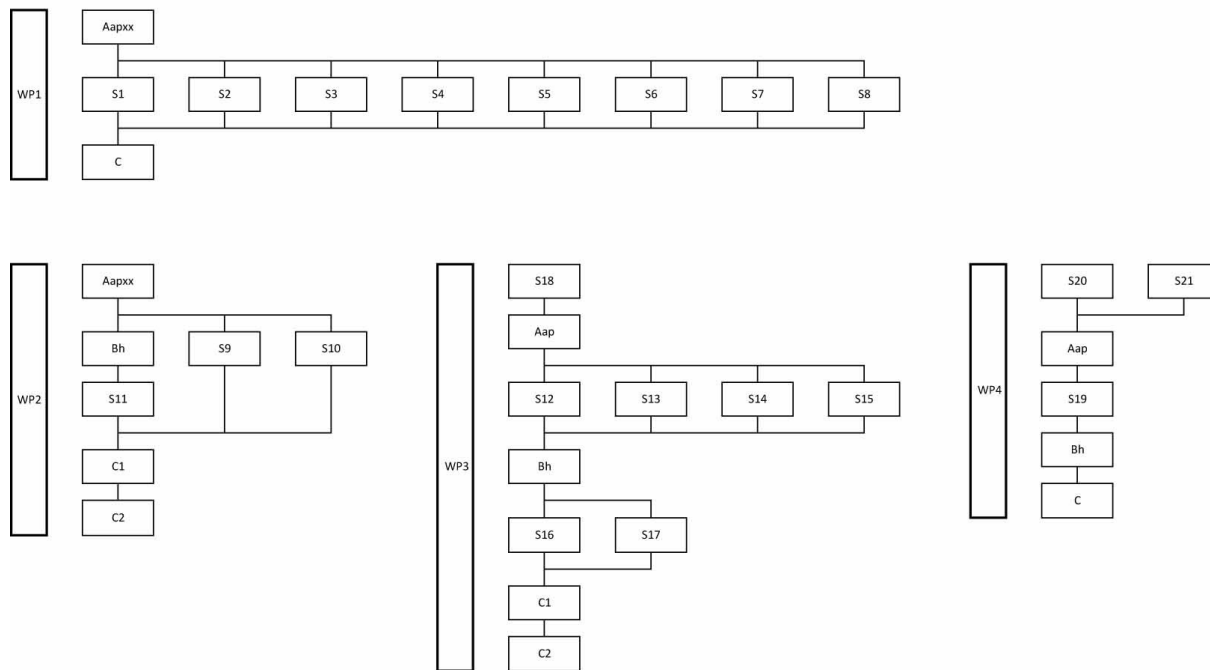 Aapxx
WP1
S1 S2 S3 S4 S5 S6 S7 S8
C
WP2
Aapxx
Bh S9 S10
S11
C1
C2
WP3
S18
Aap
S12 S13 S14 S15
Bh
S16 S17
C1
C2
WP4
S20 S21
Aap
S19
Bh
C